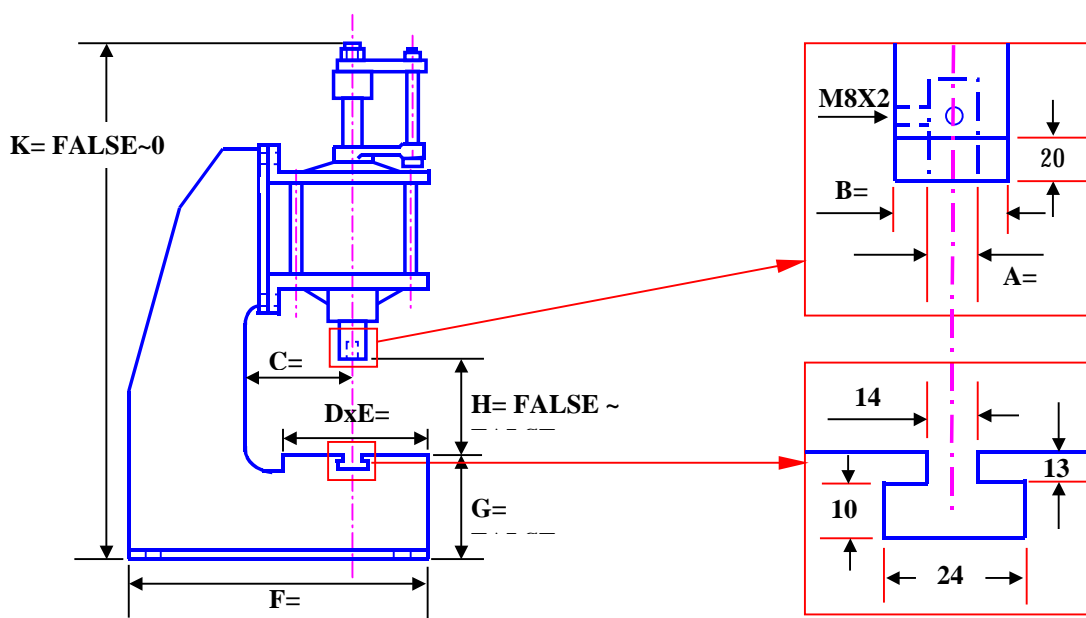 K= FALSE~0
C=
DxE=
H= FALSE ~
G=
F=
M8X2
20
B=
A=
14
13
10
24